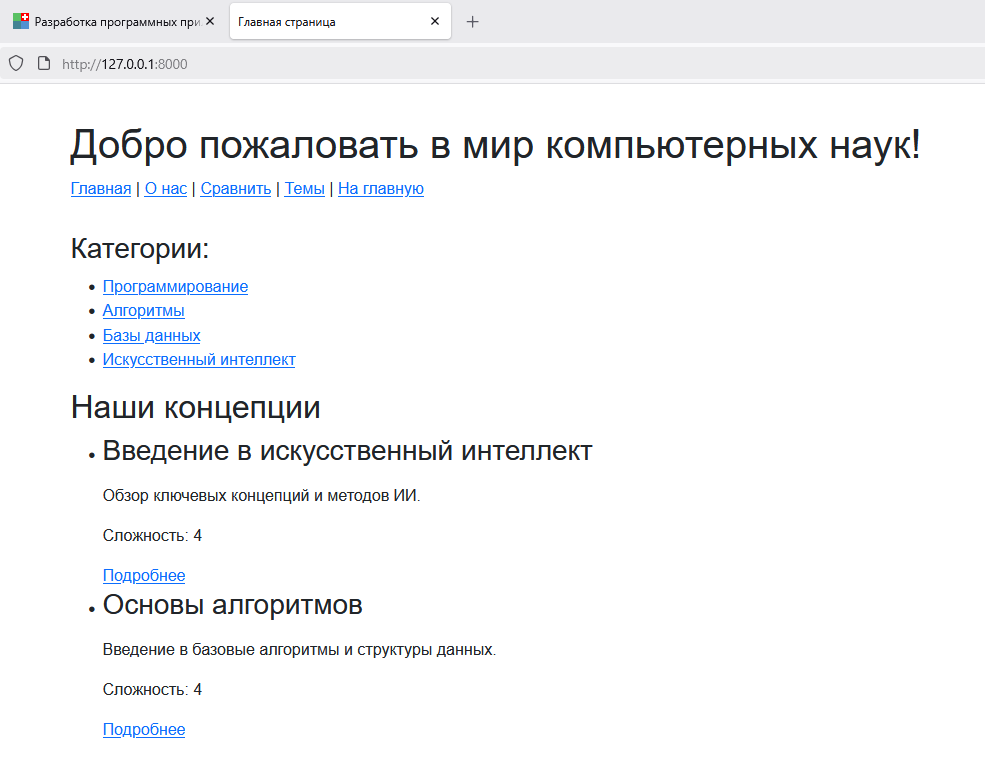 Разработка программных при
Главная страница
http://127.0.0.1:8000
Добро пожаловать в мир компьютерных наук!
Главная | О нас | Сравнить | Темы | На главную
Категории:
Программирование
Алгоритмы
Базы данных
Искусственный интеллект
Наши концепции
Введение в искусственный интеллект
Обзор ключевых концепций и методов ИИ.
Сложность: 4
Подробнее
Основы алгоритмов
Введение в базовые алгоритмы и структуры данных.
Сложность: 4
Подробнее